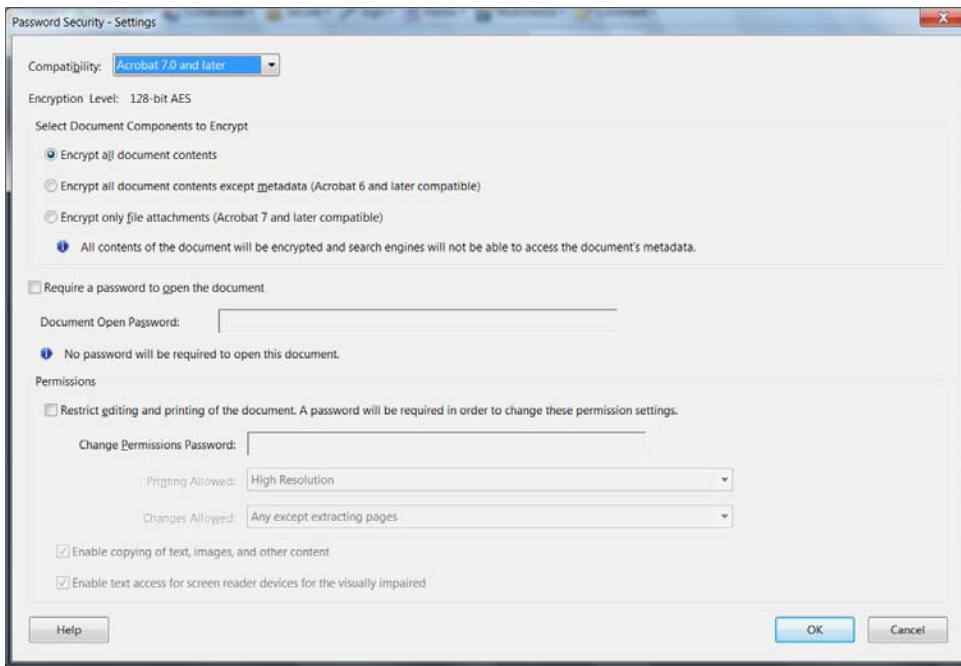 Password Security - Settings
Compatibility: Acrobat 7.0 and later
Encryption Level: 128-bit AES
Select Document Components to Encrypt
Encrypt all document contents
Encrypt all document contents except metadata (Acrobat 6 and later compatible)
Encrypt only file attachments (Acrobat 7 and later compatible)
All contents of the document will be encrypted and search engines will not be able to access the document's metadata.
Require a password to open the document
Document Open Password:
No password will be required to open this document.
Permissions
Restrict editing and printing of the document. A password will be required in order to change these permission settings.
Change Permissions Password:
Printing Allowed: High Resolution
Changes Allowed: Any except extracting pages
Enable copying of text, images, and other content
Enable text access for screen reader devices for the visually impaired
Help OK Cancel